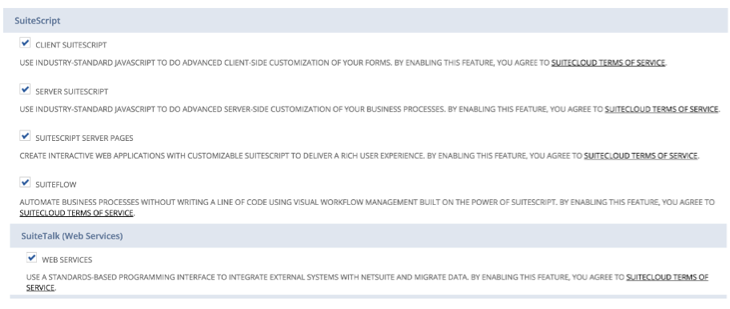 SuiteScript
CLIENT SUITESCRIPT
USE INDUSTRY-STANDARD JAVASCRIPT TO DO ADVANCED CLIENT-SIDE CUSTOMIZATION OF YOUR FORMS. BY ENABLING THIS FEATURE, YOU AGREE TO SUITECLOUD TERMS OF SERVICE.
SERVER SUITESCRIPT
USE INDUSTRY-STANDARD JAVASCRIPT TO DO ADVANCED SERVER-SIDE CUSTOMIZATION OF YOUR BUSINESS PROCESSES. BY ENABLING THIS FEATURE, YOU AGREE TO SUITECLOUD TERMS OF SERVICE.
SUITESCRIPT SERVER PAGES
CREATE INTERACTIVE WEB APPLICATIONS WITH CUSTOMIZABLE SUITESCRIPT TO DELIVER A RICH USER EXPERIENCE. BY ENABLING THIS FEATURE, YOU AGREE TO SUITECLOUD TERMS OF SERVICE.
SUITEFLOW
AUTOMATE BUSINESS PROCESSES WITHOUT WRITING A LINE OF CODE USING VISUAL WORKFLOW MANAGEMENT BUILT ON THE POWER OF SUITESCRIPT. BY ENABLING THIS FEATURE, YOU AGREE TO
SUITECLOUD TERMS OF SERVICE.
SuiteTalk (Web Services)
WEB SERVICES
USE A STANDARDS-BASED PROGRAMMING INTERFACE TO INTEGRATE EXTERNAL SYSTEMS WITH NETSUITE AND MIGRATE DATA. BY ENABLING THIS FEATURE, YOU AGREE TO SUITECLOUD TERMS OF
SERVICE.